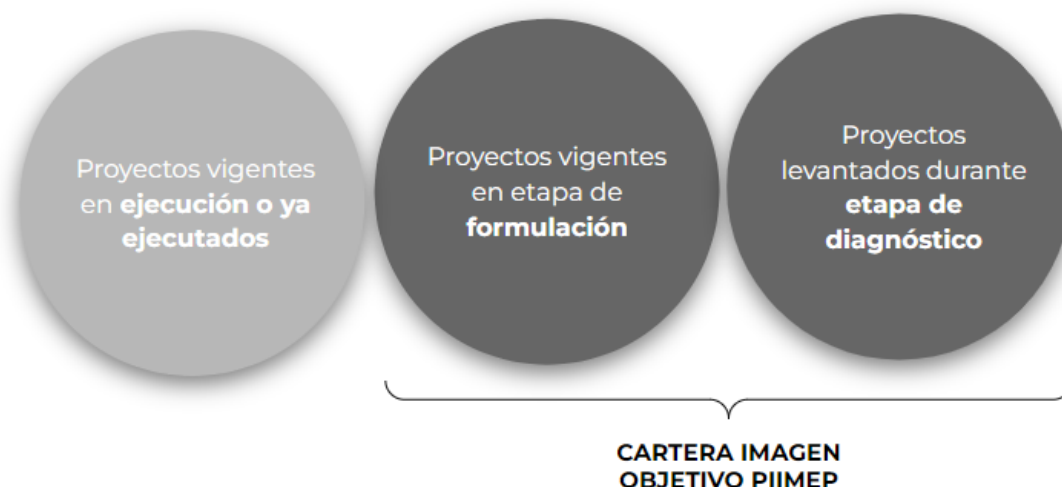 Proyectos vigentes
en ejecución o ya
ejecutados
Proyectos vigentes
en etapa de
formulación
Proyectos
levantados durante
etapa de
diagnóstico
CARTERA IMAGEN
OBJETIVO PIIMEP